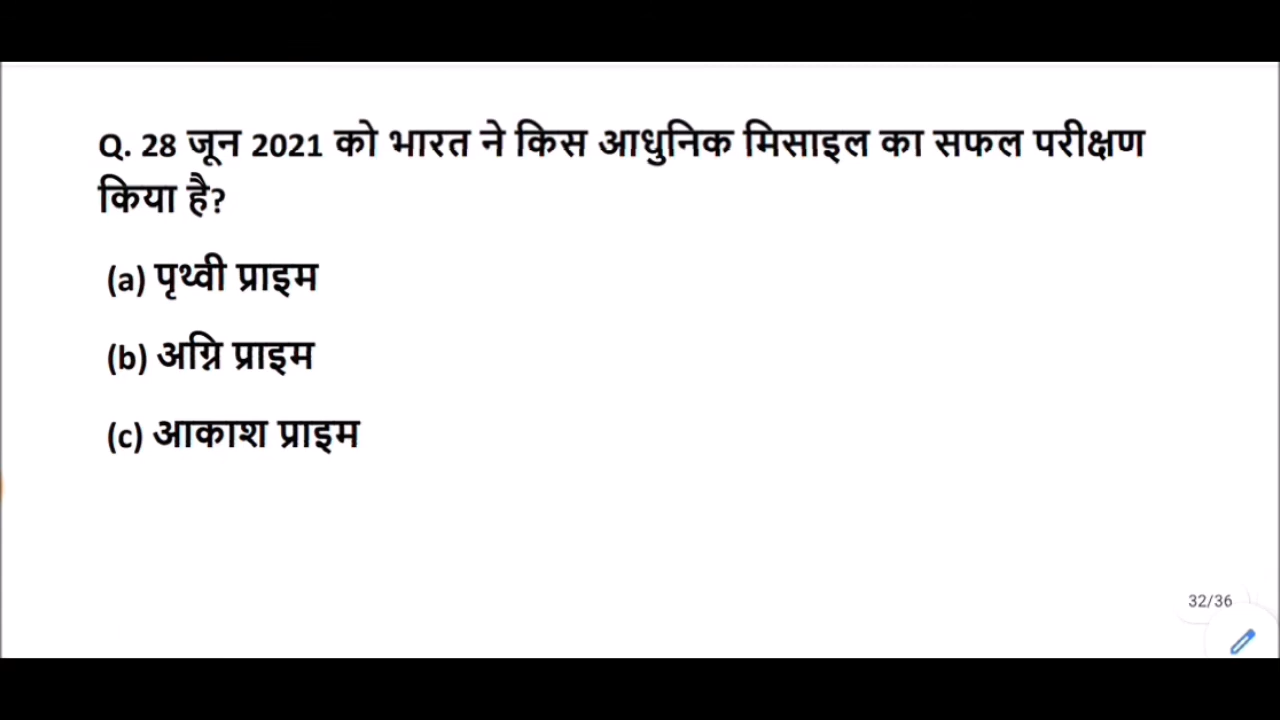 Q. 28 जून 2021 को भारत ने किस आधुनिक मिसाइल का सफल परीक्षण
किया है?
(a) पृथ्वी प्राइम
(b) अग्नि प्राइम
(c) आकाश प्राइम
32/36